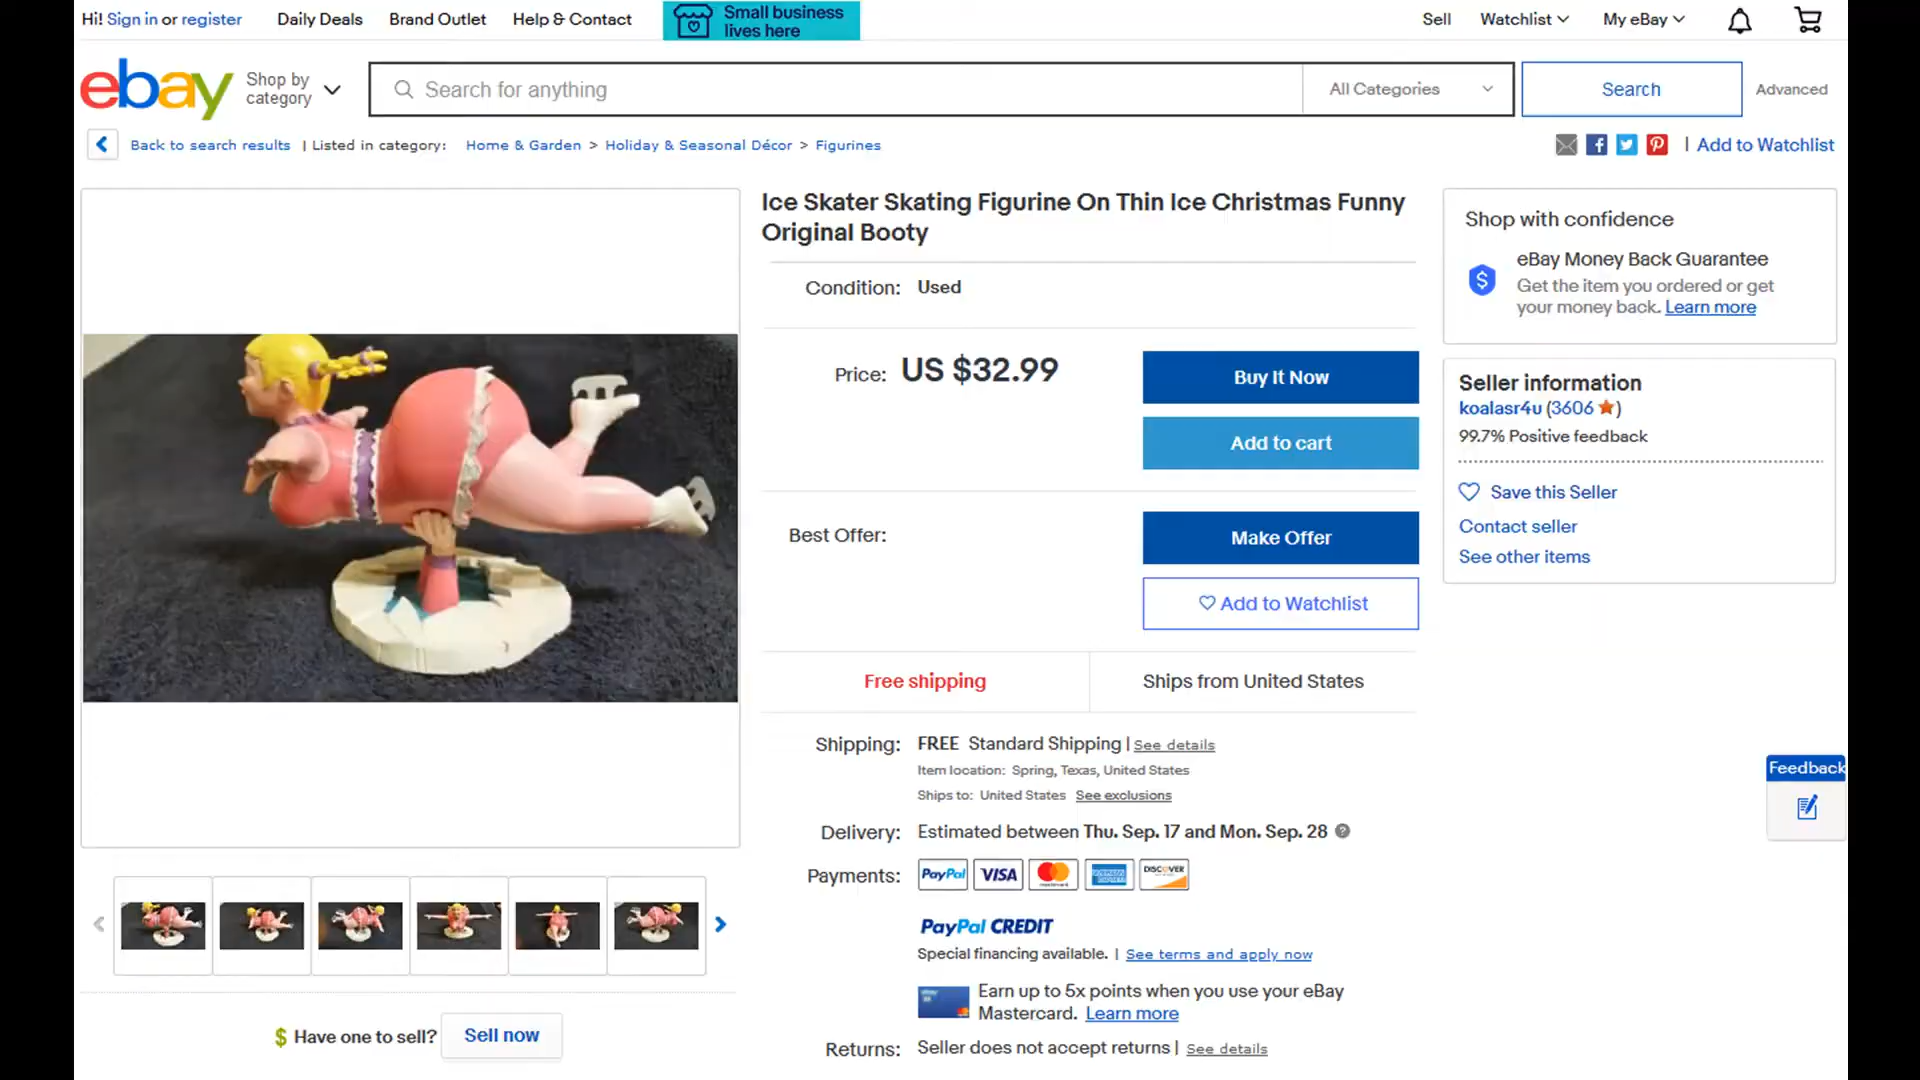 Hi! Sign in or register
Daily Deals
Brand Outlet
Help & Contact
Small business
lives here
Sell
Watchlist
My eBay
ebay
Shop by
category
Search for anything
All Categories
Search
Advanced
Back to search results | Listed in category: Home & Garden > Holiday & Seasonal Décor > Figurines
| Add to Watchlist
Ice Skater Skating Figurine On Thin Ice Christmas Funny
Original Booty
Condition: Used
Price: US $32.99
Buy It Now
Add to cart
Best Offer:
Make Offer
Add to Watchlist
Free shipping
Ships from United States
Shipping: FREE Standard Shipping | See details
Item location: Spring, Texas, United States
Ships to: United States See exclusions
Delivery: Estimated between Thu. Sep. 17 and Mon. Sep. 28
Payments: PayPal VISA mastercard DISCOVER
PayPal CREDIT
Special financing available. | See terms and apply now
Earn up to 5x points when you use your eBay
Mastercard. Learn more
Returns: Seller does not accept returns | See details
Shop with confidence
eBay Money Back Guarantee
Get the item you ordered or get
your money back. Learn more
Seller information
koalasr4u (3606)
99.7% Positive feedback
Save this Seller
Contact seller
See other items
Feedback
$ Have one to sell? Sell now